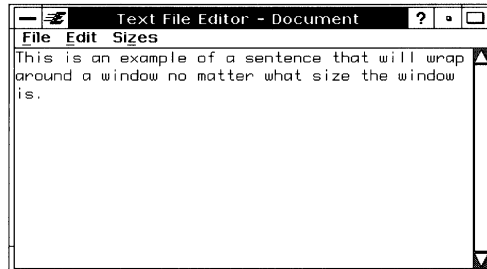 Text File Editor - Document ?
File Edit Sizes
This is an example of a sentence that will wrap
around a window no matter what size the window
is.